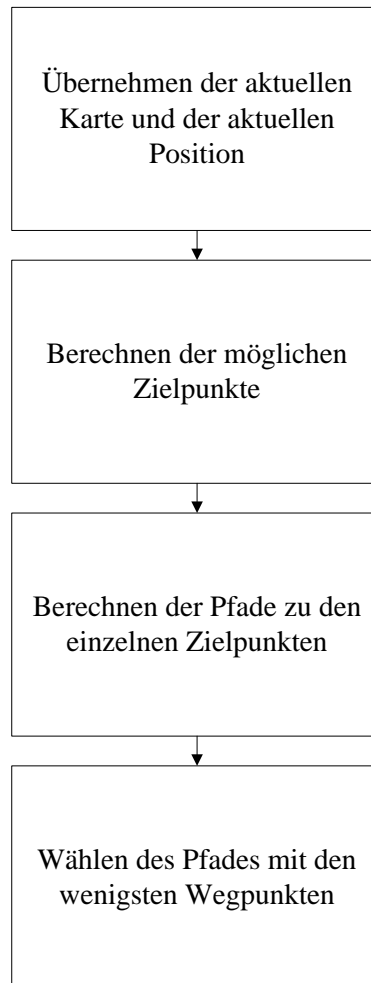 Übernehmen der aktuellen
Karte und der aktuellen
Position
Berechnen der möglichen
Zielpunkte
Berechnen der Pfade zu den
einzelnen Zielpunkten
Wählen des Pfades mit den
wenigsten Wegpunkten